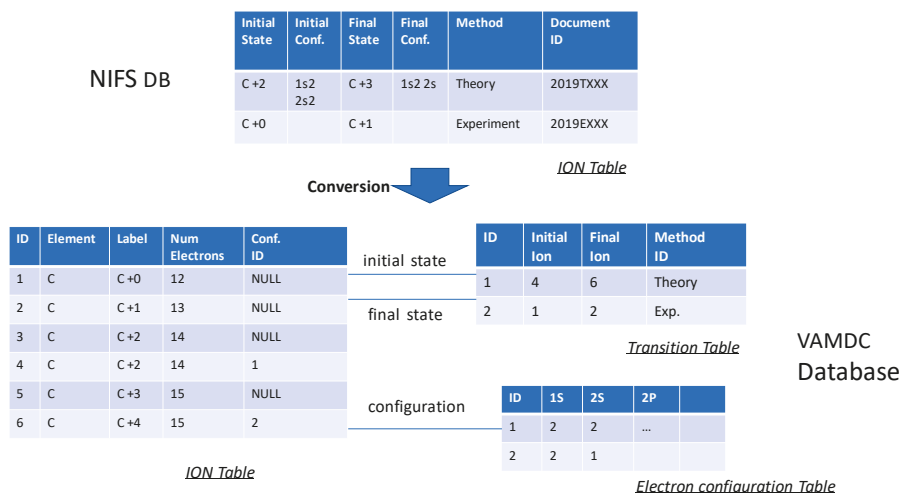 Initial State Initial Conf. Final State Final Conf. Method Document ID
NIFS DB
C +2 1s2 2s2 C +3 1s2 2s Theory 2019TXXX
C +0 C +1 Experiment 2019EXXX
ION Table
Conversion
ID Element Label Num Electrons Conf. ID
1 C C +0 12 NULL
2 C C +1 13 NULL
3 C C +2 14 NULL
4 C C +2 14 1
5 C C +3 15 NULL
6 C C +4 15 2
ION Table
initial state
final state
configuration
ID Initial Ion Final Ion Method ID
1 4 6 Theory
2 1 2 Exp.
Transition Table
VAMDC
Database
ID 1S 2S 2P
1 2 2 ...
2 2 1
Electron configuration Table